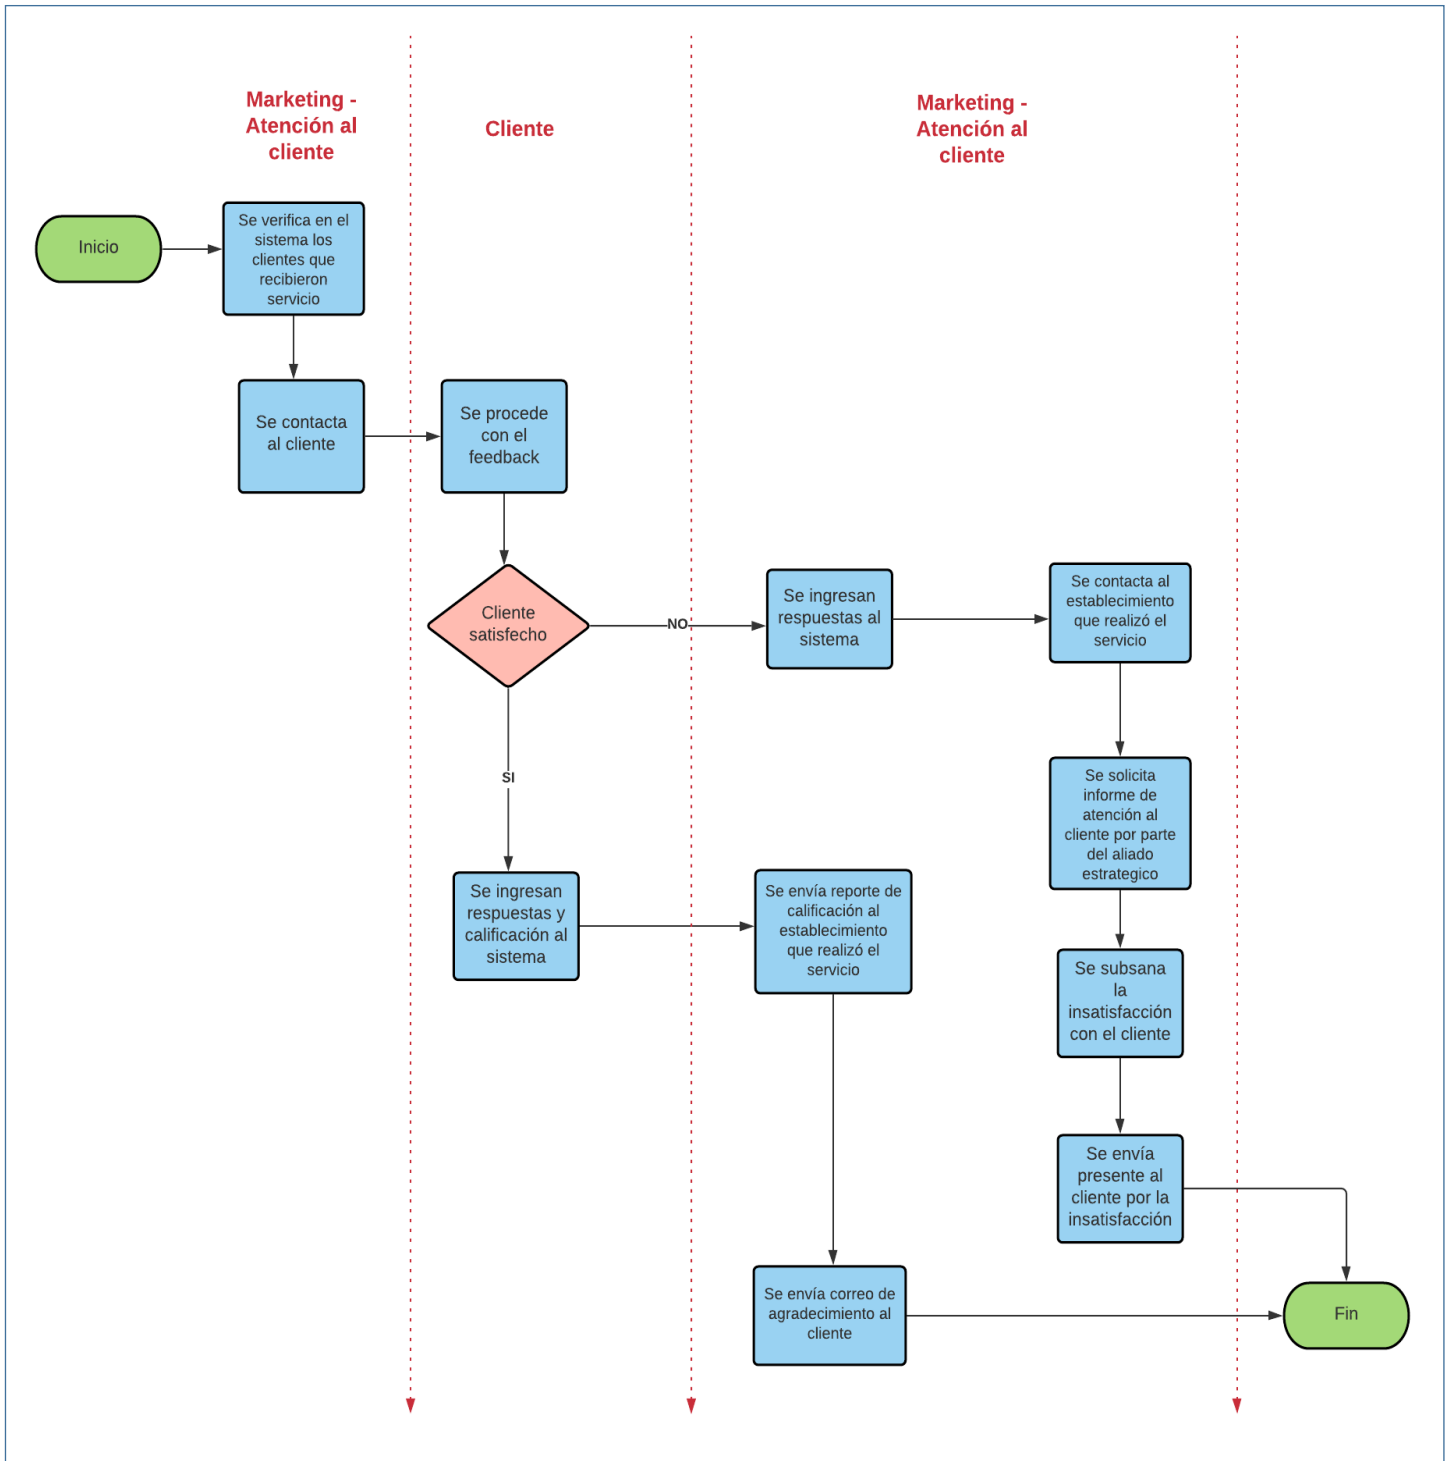 Marketing -
Atención al
cliente
Cliente
Marketing -
Atención al
cliente
Inicio
Se verifica en el
sistema los
clientes que
recibieron
servicio
Se contacta
al cliente
Se procede
con el
feedback
Cliente
satisfecho
NO
Se ingresan
respuestas al
sistema
Se contacta al
establecimiento
que realizó el
servicio
SI
Se solicita
informe de
atención al
cliente por parte
del aliado
estrategico
Se ingresan
respuestas y
calificación al
sistema
Se envía reporte de
calificación al
establecimiento
que realizó el
servicio
Se subsana
la
insatisfacción
con el cliente
Se envía
presente al
cliente por la
insatisfacción
Se envía correo de
agradecimiento al
cliente
Fin